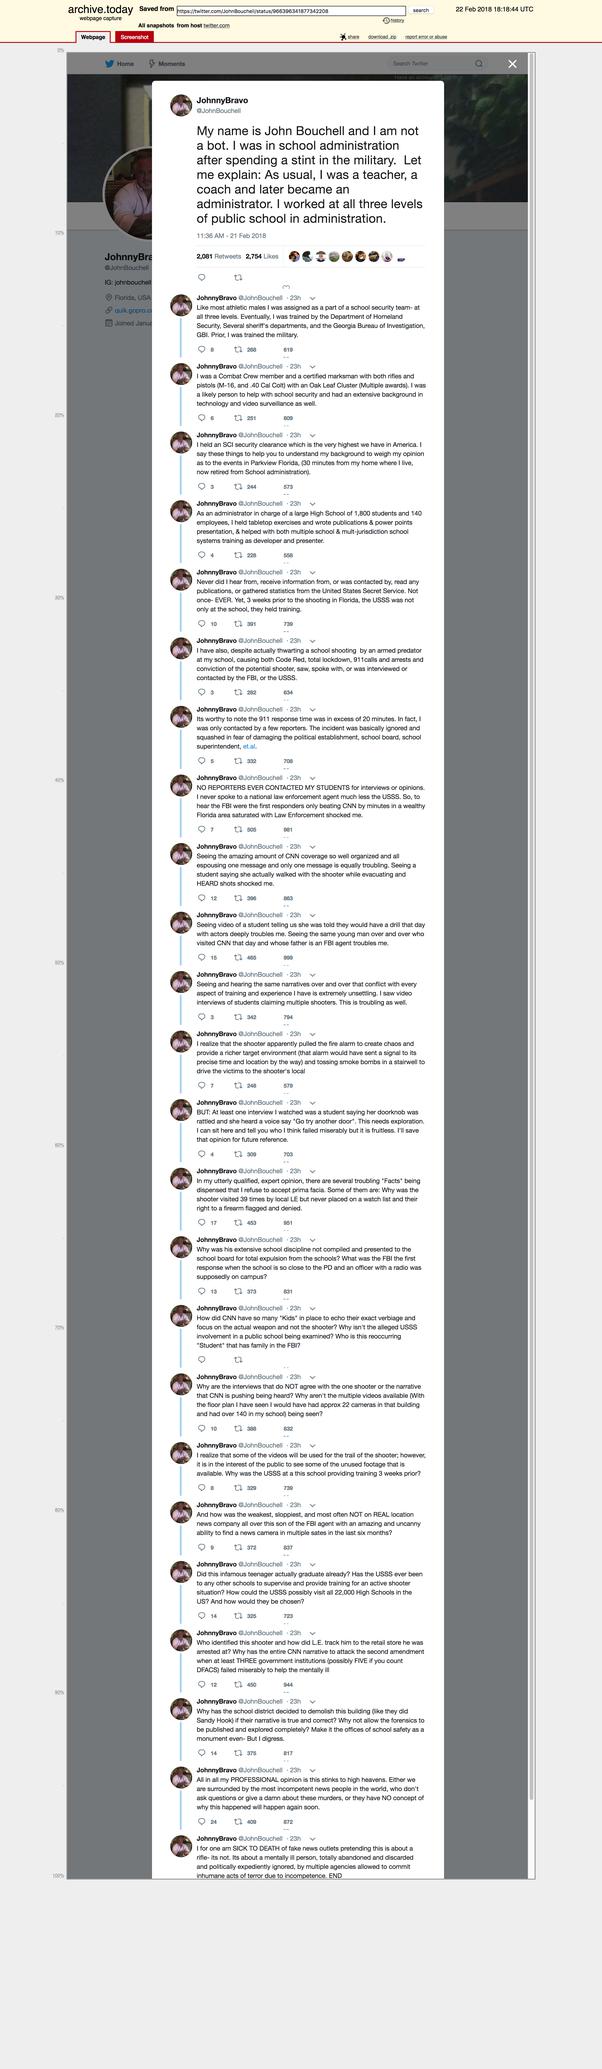 archive.today
webpage capture
Saved from
https://twitter.com/JohnBouchell/status/966396341877342208
search
22 Feb 2018 18:18:44 UTC
history
All snapshots from host twitter.com
Webpage
Screenshot
share
download .zip
report error or abuse
0%
Home
Moments
Search Twitter
JohnnyBravo
@JohnBouchell
My name is John Bouchell and I am not
a bot. I was in school administration
after spending a stint in the military. Let
me explain: As usual, I was a teacher, a
coach and later became an
administrator. I worked at all three levels
of public school in administration.
11:36 AM - 21 Feb 2018
2,081 Retweets 2,754 Likes
10%
JohnnyBra
@JohnBouchell
IG: johnbouchell
Florida, USA
quik.gopro.c
Joined Janua
JohnnyBravo @JohnBouchell · 23h
Like most athletic males I was assigned as a part of a school security team- at
all three levels. Eventually, I was trained by the Department of Homeland
Security, Several sheriff's departments, and the Georgia Bureau of Investigation,
GBI. Prior, I was trained the military.
8 268 619
JohnnyBravo @JohnBouchell · 23h
I was a Combat Crew member and a certified marksman with both rifles and
pistols (M-16, and .40 Cal Colt) with an Oak Leaf Cluster (Multiple awards). I was
a likely person to help with school security and had an extensive background in
technology and video surveillance as well.
6 251 609
20%
JohnnyBravo @JohnBouchell · 23h
I held an SCI security clearance which is the very highest we have in America. I
say these things to help you to understand my background to weigh my opinion
as to the events in Parkview Florida, (30 minutes from my home where I live,
now retired from School administration).
3 244 573
JohnnyBravo @JohnBouchell · 23h
As an administrator in charge of a large High School of 1,800 students and 140
employees, I held tabletop exercises and wrote publications & power points
presentation, & helped with both multiple school & mult-jurisdiction school
systems training as developer and presenter.
4 228 558
JohnnyBravo @JohnBouchell · 23h
Never did I hear from, receive information from, or was contacted by, read any
publications, or gathered statistics from the United States Secret Service. Not
once- EVER. Yet, 3 weeks prior to the shooting in Florida, the USSS was not
only at the school, they held training.
10 391 739
30%
JohnnyBravo @JohnBouchell · 23h
I have also, despite actually thwarting a school shooting by an armed predator
at my school, causing both Code Red, total lockdown, 911calls and arrests and
conviction of the potential shooter, saw, spoke with, or was interviewed or
contacted by the FBI, or the USSS.
3 282 634
JohnnyBravo @JohnBouchell · 23h
Its worthy to note the 911 response time was in excess of 20 minutes. In fact, I
was only contacted by a few reporters. The incident was basically ignored and
squashed in fear of damaging the political establishment, school board, school
superintendent, et.al.
5 332 708
JohnnyBravo @JohnBouchell · 23h
NO REPORTERS EVER CONTACTED MY STUDENTS for interviews or opinions.
I never spoke to a national law enforcement agent much less the USSS. So, to
hear the FBI were the first responders only beating CNN by minutes in a wealthy
Florida area saturated with Law Enforcement shocked me.
7 505 981
40%
JohnnyBravo @JohnBouchell · 23h
Seeing the amazing amount of CNN coverage so well organized and all
espousing one message and only one message is equally troubling. Seeing a
student saying she actually walked with the shooter while evacuating and
HEARD shots shocked me.
12 396 863
JohnnyBravo @JohnBouchell · 23h
Seeing video of a student telling us she was told they would have a drill that day
with actors deeply troubles me. Seeing the same young man over and over who
visited CNN that day and whose father is an FBI agent troubles me.
15 465 899
50%
JohnnyBravo @JohnBouchell · 23h
Seeing and hearing the same narratives over and over that conflict with every
aspect of training and experience I have is extremely unsettling. I saw video
interviews of students claiming multiple shooters. This is troubling as well.
3 342 794
JohnnyBravo @JohnBouchell · 23h
I realize that the shooter apparently pulled the fire alarm to create chaos and
provide a richer target environment (that alarm would have sent a signal to its
precise time and location by the way) and tossing smoke bombs in a stairwell to
drive the victims to the shooter's local
7 248 579
JohnnyBravo @JohnBouchell · 23h
BUT: At least one interview I watched was a student saying her doorknob was
rattled and she heard a voice say "Go try another door". This needs exploration.
I can sit here and tell you who I think failed miserably but it is fruitless. I'll save
that opinion for future reference.
4 309 703
60%
JohnnyBravo @JohnBouchell · 23h
In my utterly qualified, expert opinion, there are several troubling "Facts" being
dispensed that I refuse to accept prima facia. Some of them are: Why was the
shooter visited 39 times by local LE but never placed on a watch list and their
right to a firearm flagged and denied.
17 453 951
JohnnyBravo @JohnBouchell · 23h
Why was his extensive school discipline not compiled and presented to the
school board for total expulsion from the schools? What was the FBI the first
response when the school is so close to the PD and an officer with a radio was
supposedly on campus?
13 373 831
JohnnyBravo @JohnBouchell · 23h
How did CNN have so many "Kids" in place to echo their exact verbiage and
focus on the actual weapon and not the shooter? Why isn't the alleged USSS
involvement in a public school being examined? Who is this reoccurring
"Student" that has family in the FBI?
70%
JohnnyBravo @JohnBouchell · 23h
Why are the interviews that do NOT agree with the one shooter or the narrative
that CNN is pushing being heard? Why aren't the multiple videos available (With
the floor plan I have seen I would have had approx 22 cameras in that building
and had over 140 in my school) being seen?
10 388 832
JohnnyBravo @JohnBouchell · 23h
I realize that some of the videos will be used for the trail of the shooter; however,
it is in the interest of the public to see some of the unused footage that is
available. Why was the USSS at a this school providing training 3 weeks prior?
8 329 739
80%
JohnnyBravo @JohnBouchell · 23h
And how was the weakest, sloppiest, and most often NOT on REAL location
news company all over this son of the FBI agent with an amazing and uncanny
ability to find a news camera in multiple sates in the last six months?
9 372 837
JohnnyBravo @JohnBouchell · 23h
Did this infamous teenager actually graduate already? Has the USSS ever been
to any other schools to supervise and provide training for an active shooter
situation? How could the USSS possibly visit all 22,000 High Schools in the
US? And how would they be chosen?
14 325 723
JohnnyBravo @JohnBouchell · 23h
Who identified this shooter and how did L.E. track him to the retail store he was
arrested at? Why has the entire CNN narrative to attack the second amendment
when at least THREE government institutions (possibly FIVE if you count
DFACS) failed miserably to help the mentally ill
12 450 944
90%
JohnnyBravo @JohnBouchell · 23h
Why has the school district decided to demolish this building (like they did
Sandy Hook) if their narrative is true and correct? Why not allow the forensics to
be published and explored completely? Make it the offices of school safety as a
monument even- But I digress.
14 375 817
JohnnyBravo @JohnBouchell · 23h
All in all my PROFESSIONAL opinion is this stinks to high heavens. Either we
are surrounded by the most incompetent news people in the world, who don't
ask questions or give a damn about these murders, or they have NO concept of
why this happened will happen again soon.
24 409 872
JohnnyBravo @JohnBouchell · 23h
I for one am SICK TO DEATH of fake news outlets pretending this is about a
rifle- its not. Its about a mentally ill person, totally abandoned and discarded
and politically expediently ignored, by multiple agencies allowed to commit
inhumane acts of terror due to incompetence. END
100%